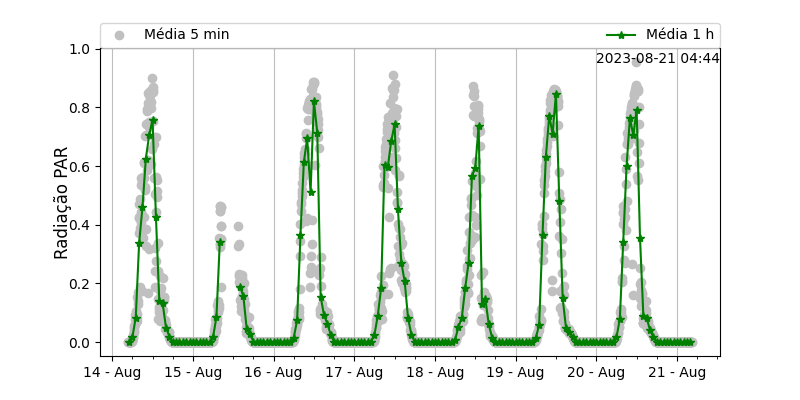 Média 5 min
Média 1 h
2023-08-21 04:44
Radiação PAR
1.0
0.8
0.6
0.4
0.2
0.0
14 - Aug
15 - Aug
16 - Aug
17 - Aug
18 - Aug
19 - Aug
20 - Aug
21 - Aug